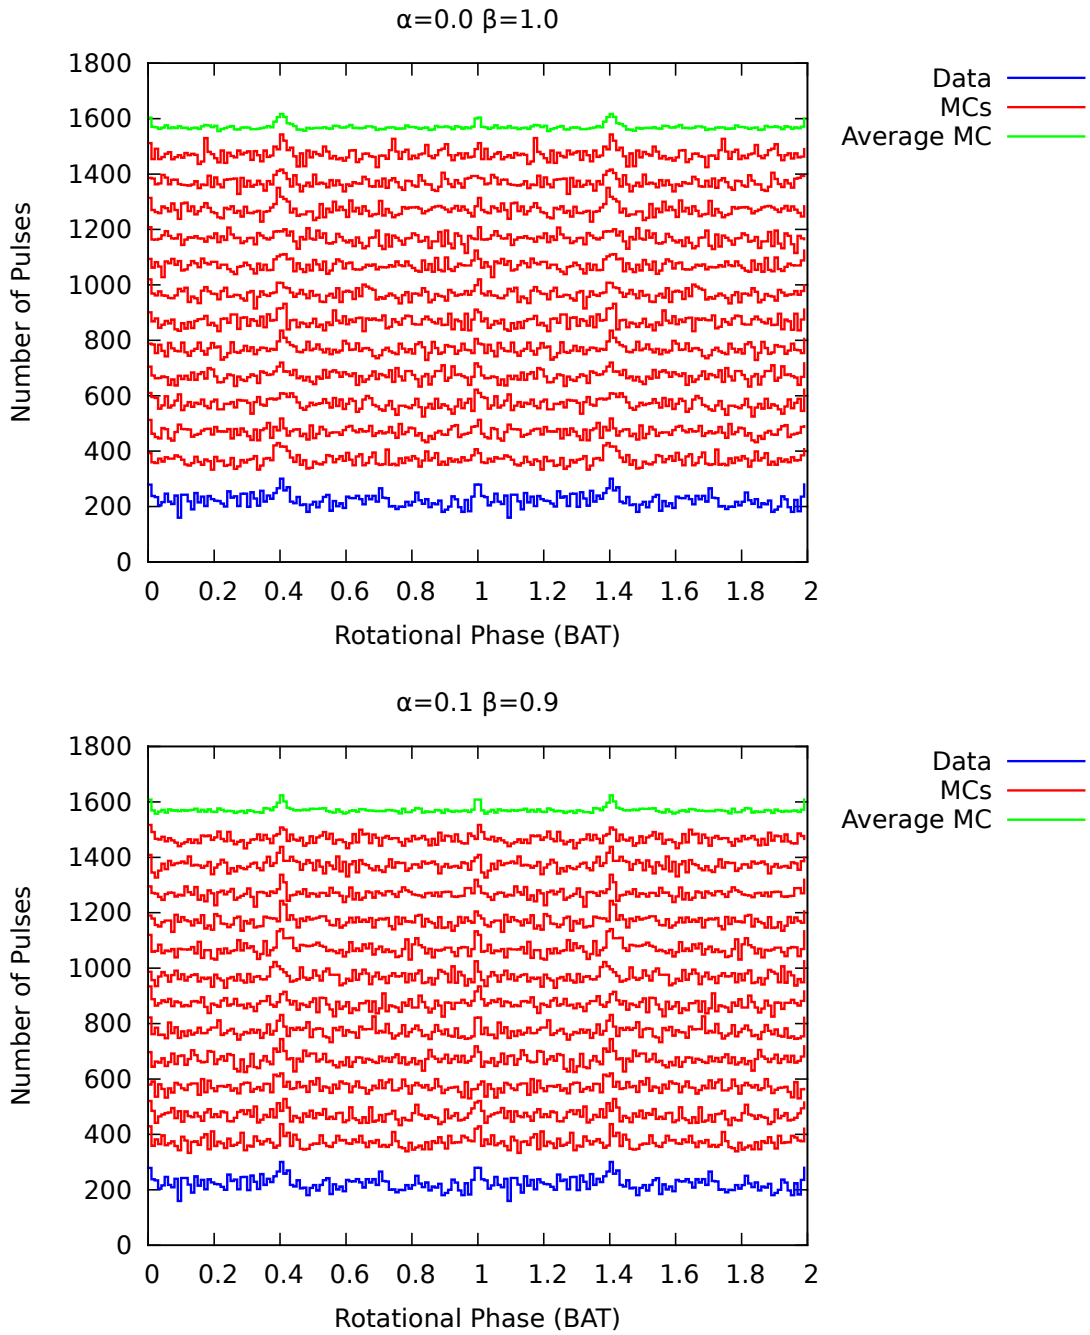 α=0.0 β=1.0
1800
1600
1400
1200
1000
800
600
400
200
0
Number of Pulses
0 0.2 0.4 0.6 0.8 1 1.2 1.4 1.6 1.8 2
Rotational Phase (BAT)
Data
MCs
Average MC
α=0.1 β=0.9
1800
1600
1400
1200
1000
800
600
400
200
0
Number of Pulses
0 0.2 0.4 0.6 0.8 1 1.2 1.4 1.6 1.8 2
Rotational Phase (BAT)
Data
MCs
Average MC